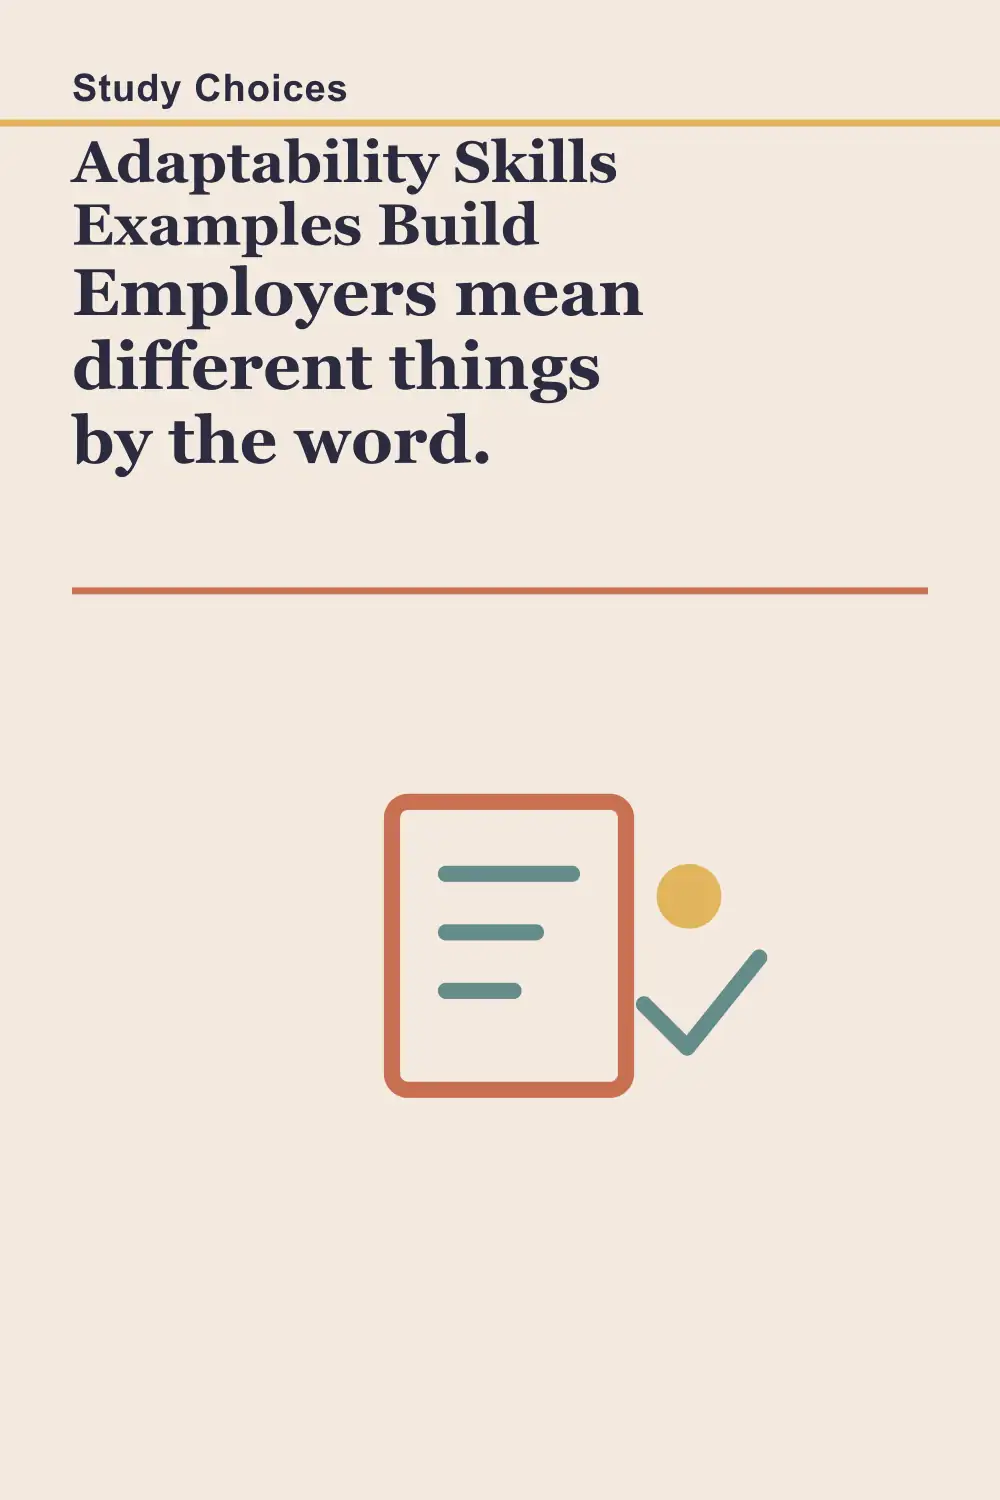 Study Choices
Adaptability Skills
Examples Build
Employers mean
different things
by the word.